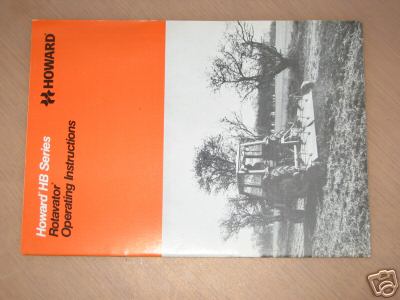 HOWARD
Howard HB Series
Rotavator
Operating Instructions